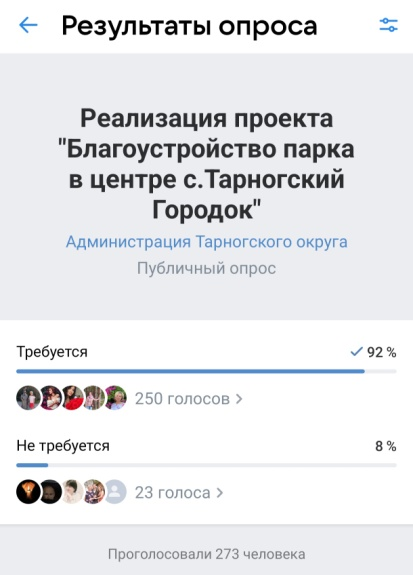 Результаты опроса
Реализация проекта
"Благоустройство парка
в центре с.Тарногский
Городок"
Администрация Тарногского округа
Публичный опрос
Требуется 92 %
250 голосов
Не требуется 8 %
23 голоса
Проголосовали 273 человека